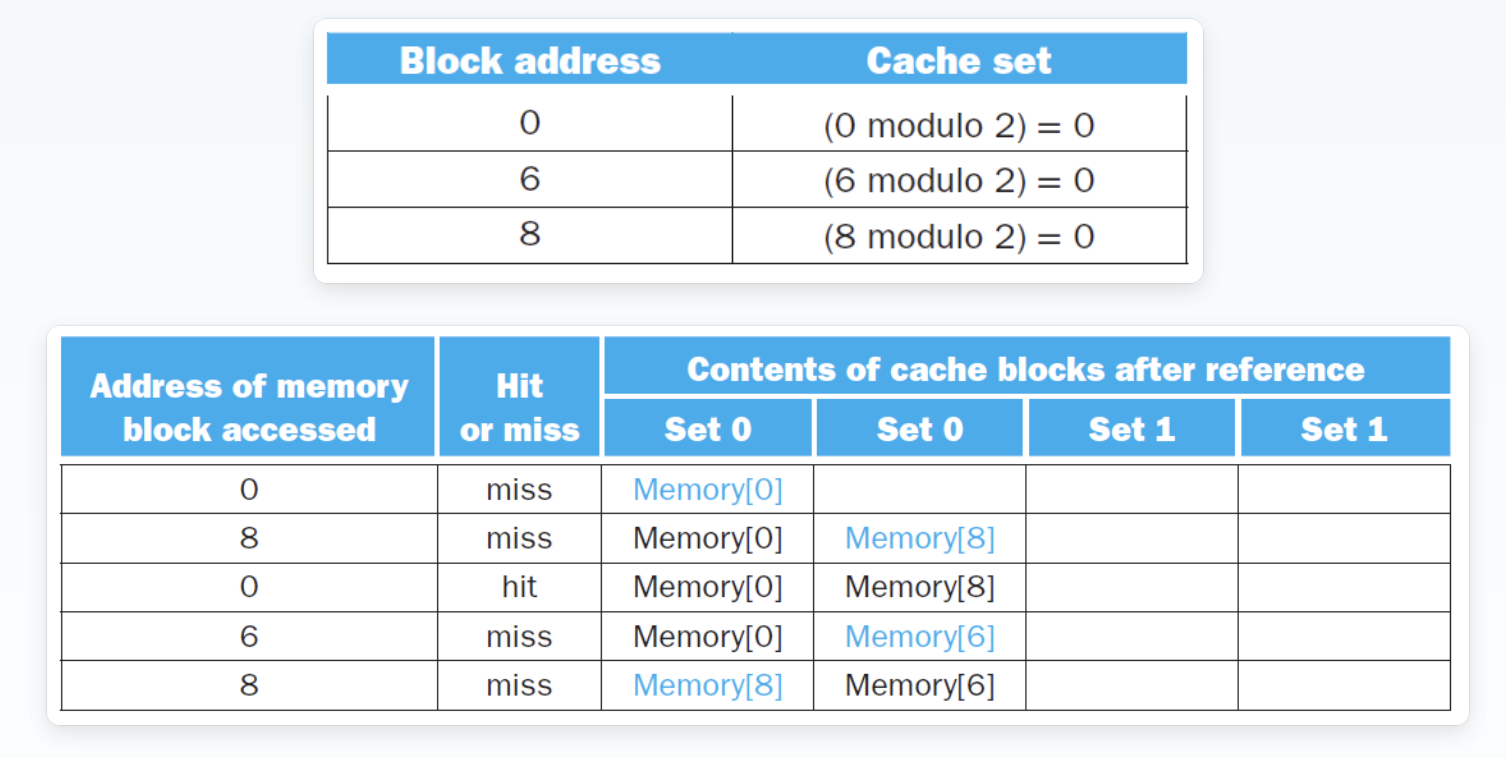 Block address Cache set
0 (0 modulo 2) = 0
6 (6 modulo 2) = 0
8 (8 modulo 2) = 0
Address of memory block accessed Hit or miss Contents of cache blocks after reference
Set 0 Set 0 Set 1 Set 1
0 miss Memory[0]
8 miss Memory[0] Memory[8]
0 hit Memory[0] Memory[8]
6 miss Memory[0] Memory[6]
8 miss Memory[8] Memory[6]